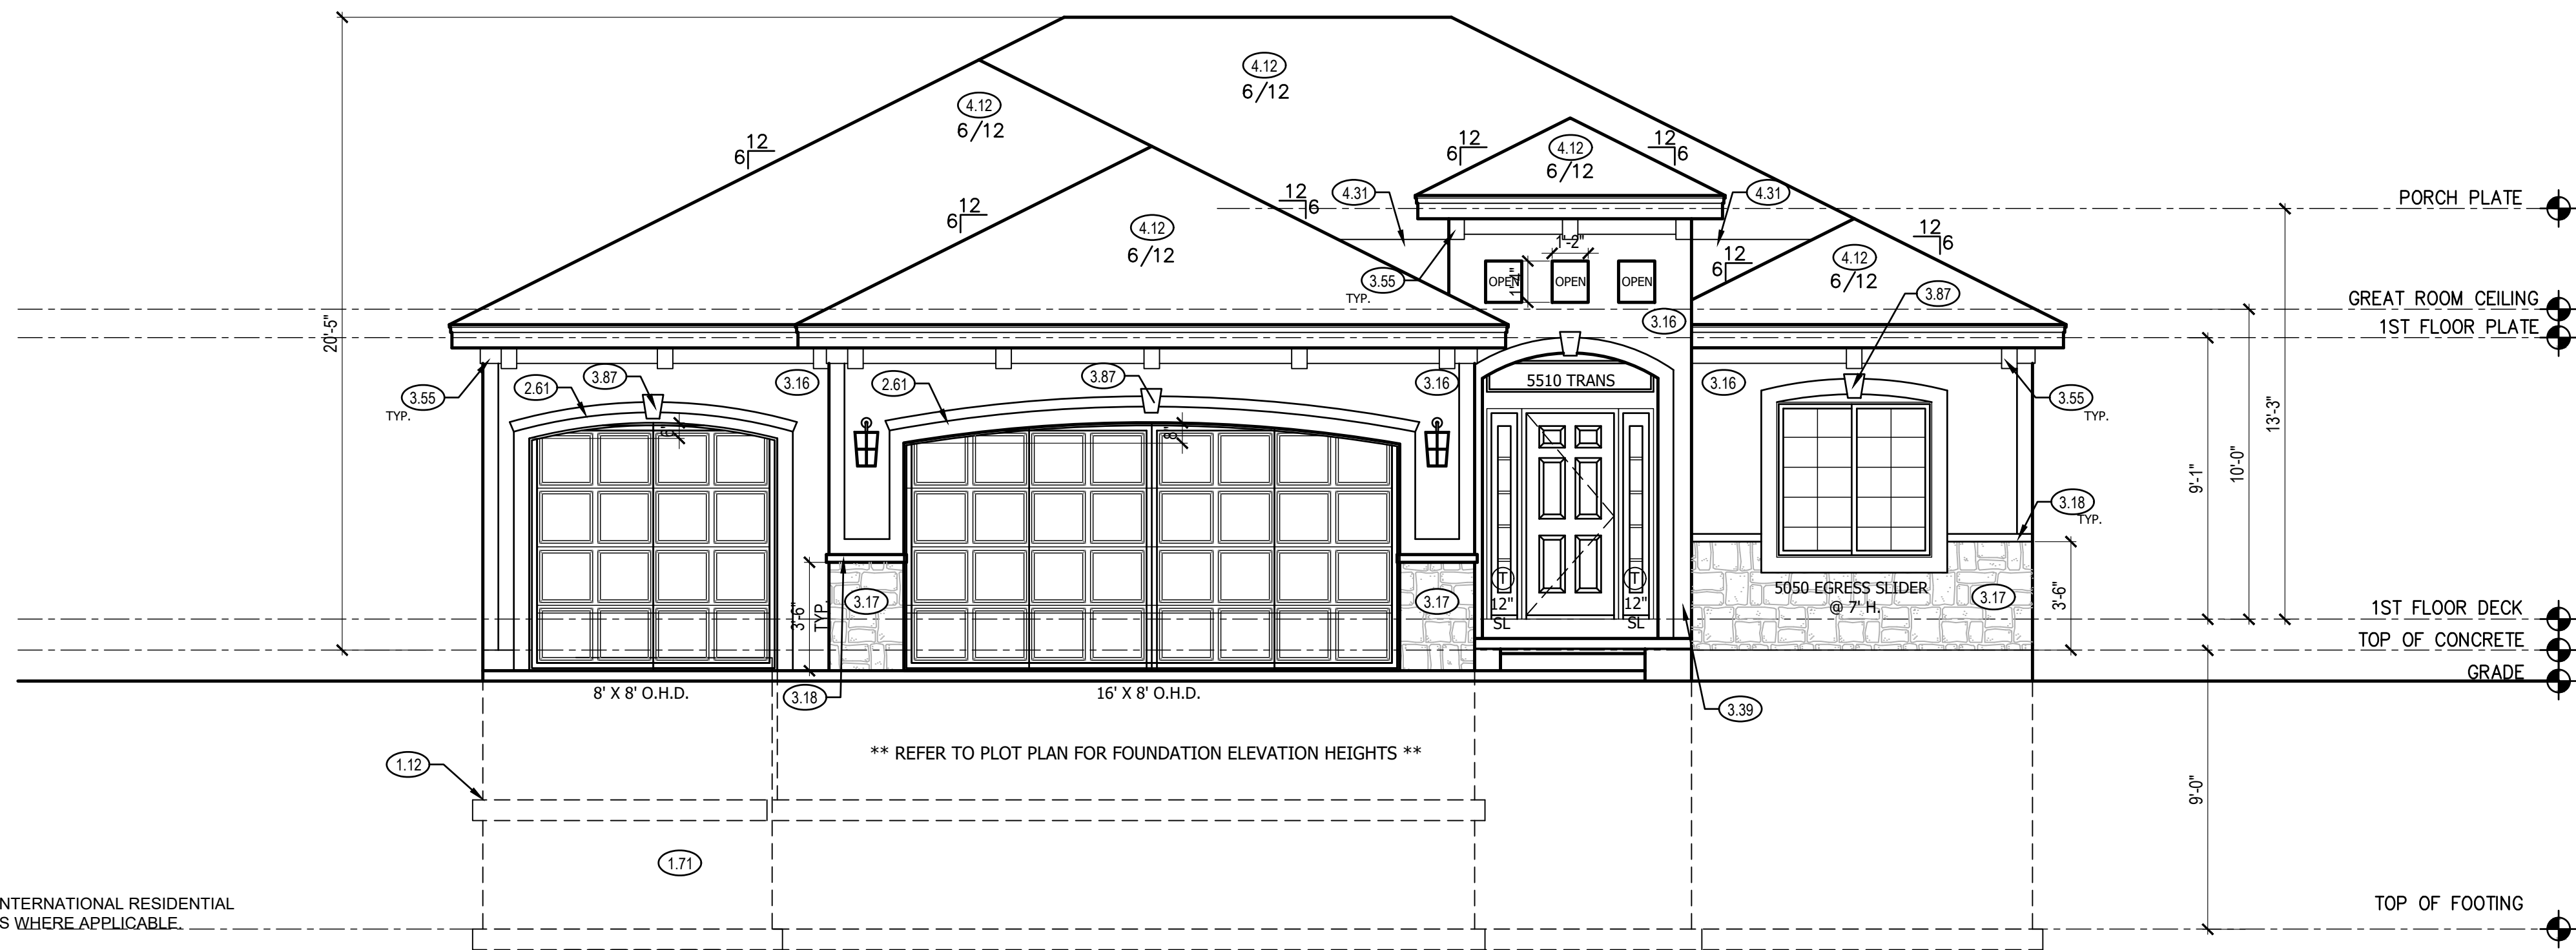 4.12
6/12
4.12
6/12
12
6
12
6
4.12
6/12
12
6
4.31
12
6
4.31
PORCH PLATE
12
6
4.12
6/12
12
6
1'-2"
12
6
4.12
6/12
12
6
3.55
TYP.
OPEN
1'-4"
OPEN
OPEN
3.87
GREAT ROOM CEILING
20'-5"
3.16
1ST FLOOR PLATE
3.55
TYP.
2.61
3.87
3.16
2.61
3.87
3.16
5510 TRANS
3.16
3.55
TYP.
13'-3"
10'-0"
9'-1"
8"
3.18
TYP.
T
T
12"
SL
12"
SL
5050 EGRESS SLIDER
@ 7' H.
3.17
3'-6"
3'-6"
TYP.
3.17
3.17
1ST FLOOR DECK
TOP OF CONCRETE
GRADE
8' X 8' O.H.D.
3.18
16' X 8' O.H.D.
3.39
** REFER TO PLOT PLAN FOR FOUNDATION ELEVATION HEIGHTS **
1.12
9'-0"
1.71
NTERNATIONAL RESIDENTIAL
S WHERE APPLICABLE.
TOP OF FOOTING